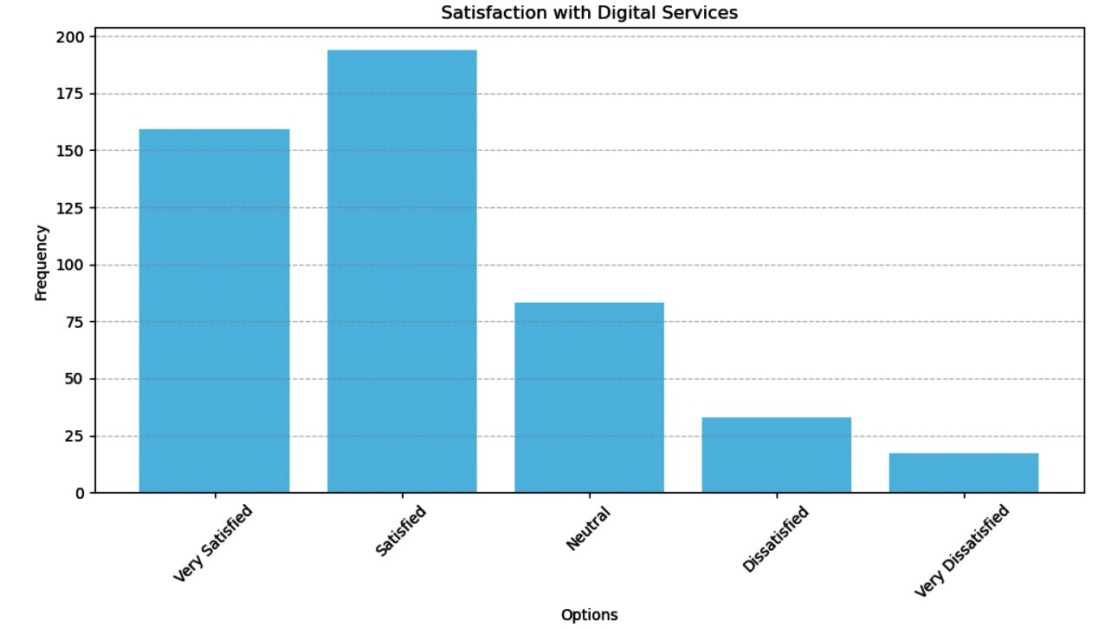 Satisfaction with Digital Services
200
175
150
125
100
75
50
25
0
Frequency
Very Satisfied
Satisfied
Neutral
Dissatisfied
Very Dissatisfied
Options